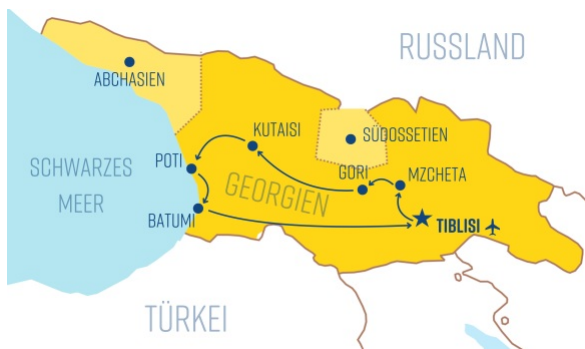 RUSSLAND
ABCHASIEN
KUTAISI
SÜDOSSETIEN
SCHWARZES
MEER
POTI
GORI
MZCHETA
GEORGIEN
BATUMI
TIBLISI
TÜRKEI